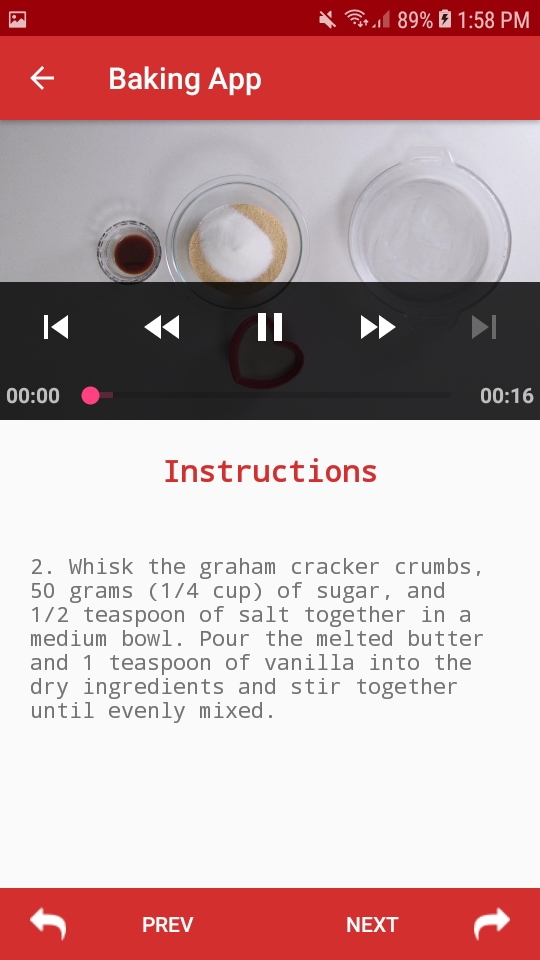 89% 1:58 PM
Baking App
00:00 00:16
Instructions
2. Whisk the graham cracker crumbs,
50 grams (1/4 cup) of sugar, and
1/2 teaspoon of salt together in a
medium bowl. Pour the melted butter
and 1 teaspoon of vanilla into the
dry ingredients and stir together
until evenly mixed.
PREV NEXT